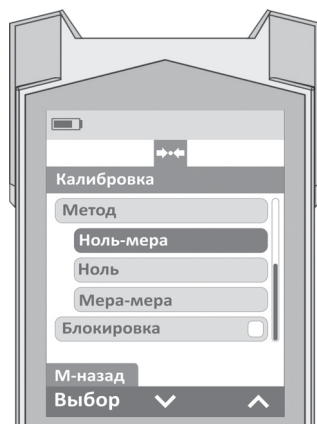 Калибровка
Метод
Ноль-мера
Ноль
Мера-мера
Блокировка
М-назад
Выбор